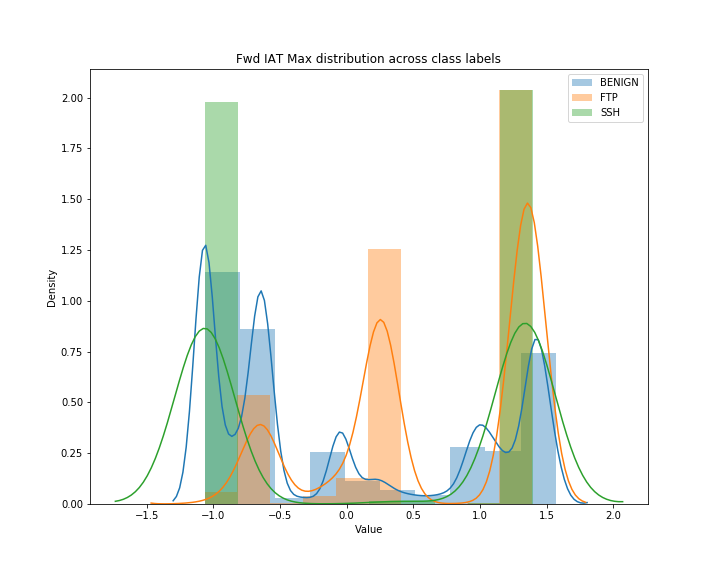 Fwd IAT Max distribution across class labels
BENIGN
FTP
SSH
2.00
1.75
1.50
1.25
1.00
0.75
0.50
0.25
0.00
Density
−1.5 −1.0 −0.5 0.0 0.5 1.0 1.5 2.0
Value